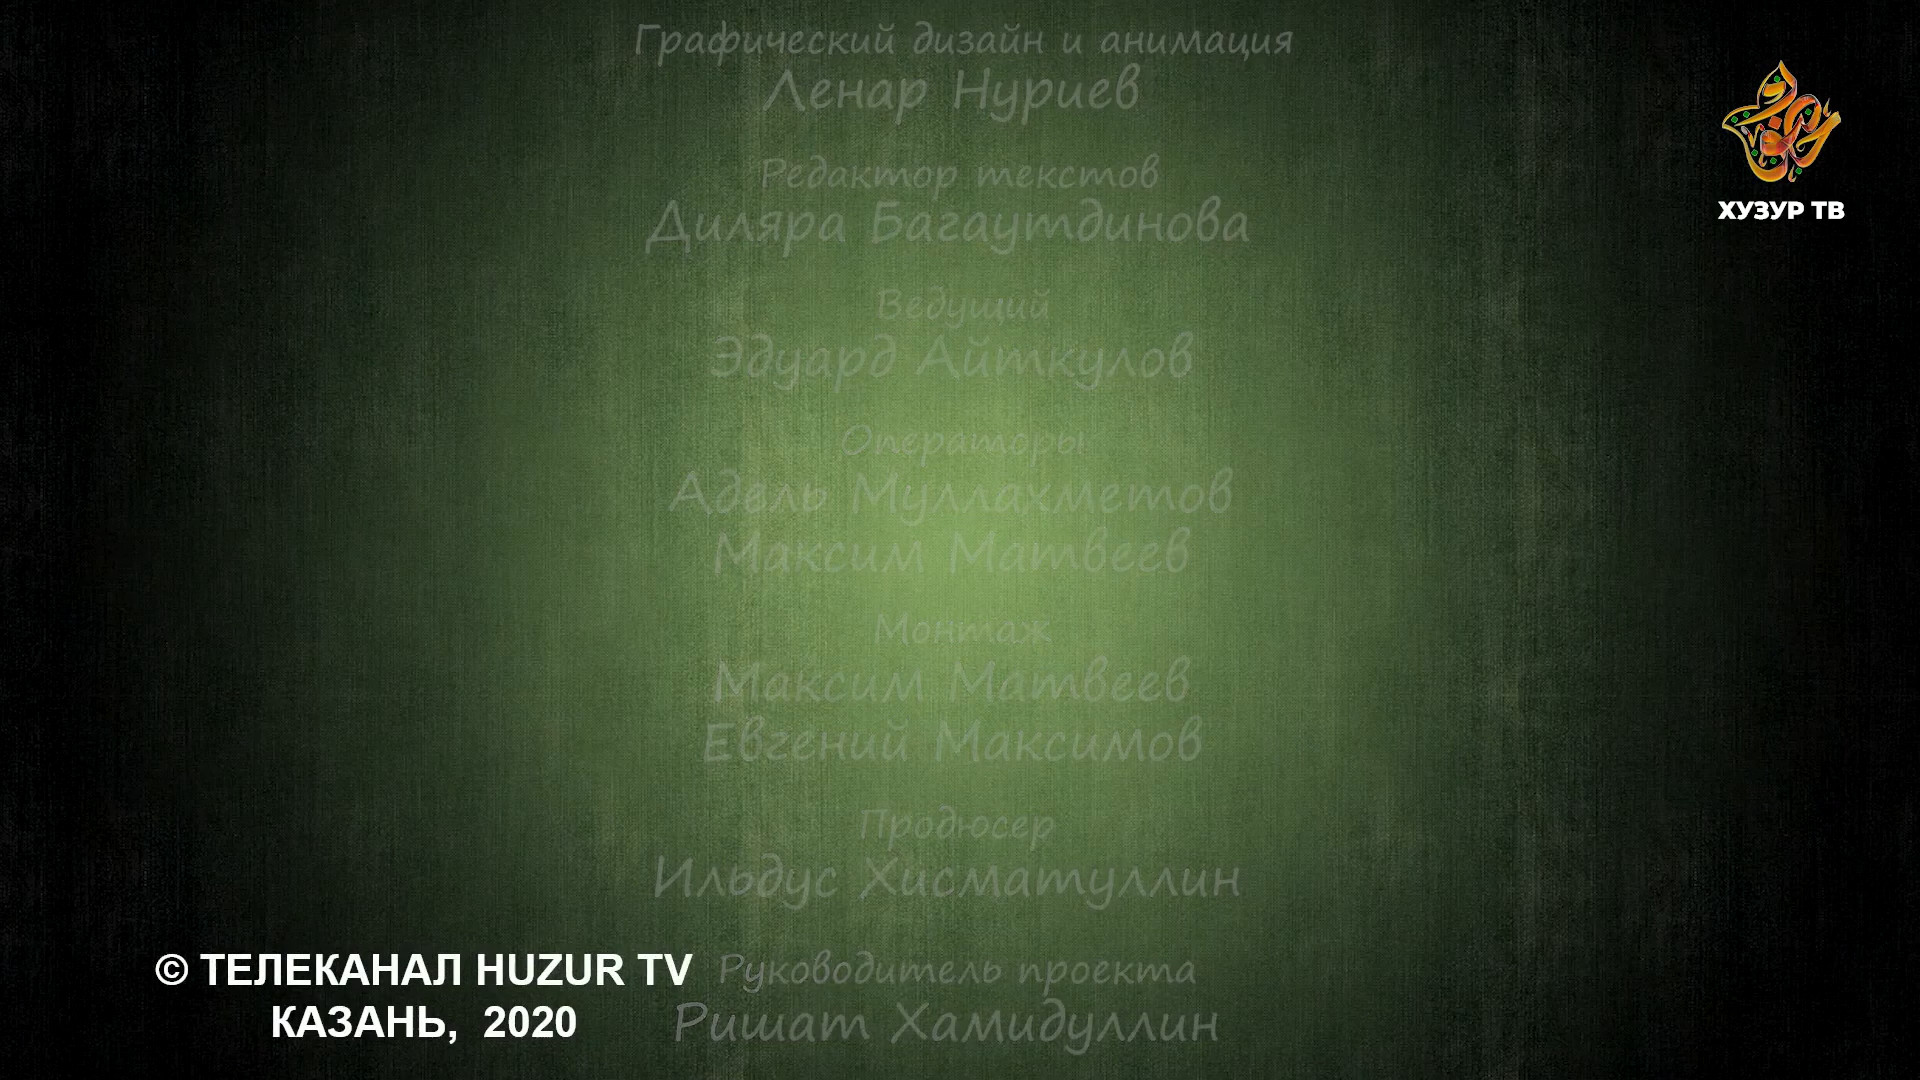 Графический дизайн и анимация
Ленар Нуриев
Редактор текстов
Диляра Багаутдинова
Ведущий
Эдуард Айткулов
Операторы
Адель Муллахметов
Максим Матвеев
Монтаж
Максим Матвеев
Евгений Максимов
Продюсер
Ильдус Хисматуллин
Руководитель проекта
Ришат Хамидуллин
ХУЗУР ТВ
© ТЕЛЕКАНАЛ HUZUR TV
КАЗАНЬ, 2020